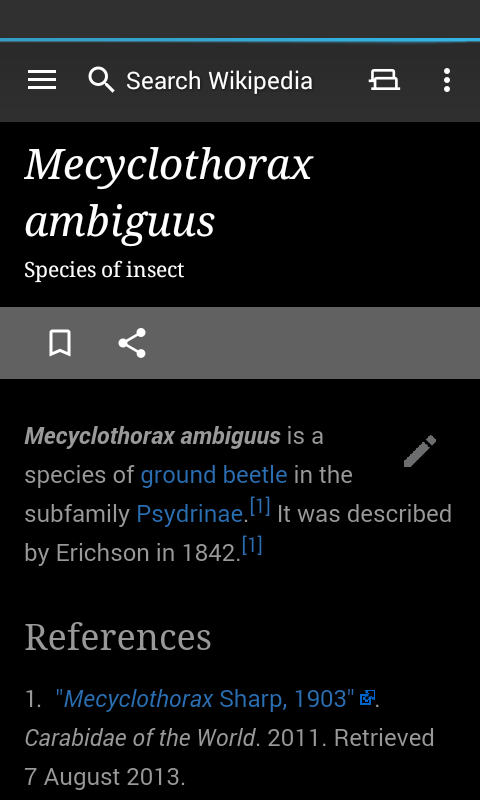 Search Wikipedia
Mecyclothorax
ambiguus
Species of insect
Mecyclothorax ambiguus is a
species of ground beetle in the
subfamily Psydrinae.[1] It was described
by Erichson in 1842.[1]
References
1. "Mecyclothorax Sharp, 1903".
Carabidae of the World. 2011. Retrieved
7 August 2013.